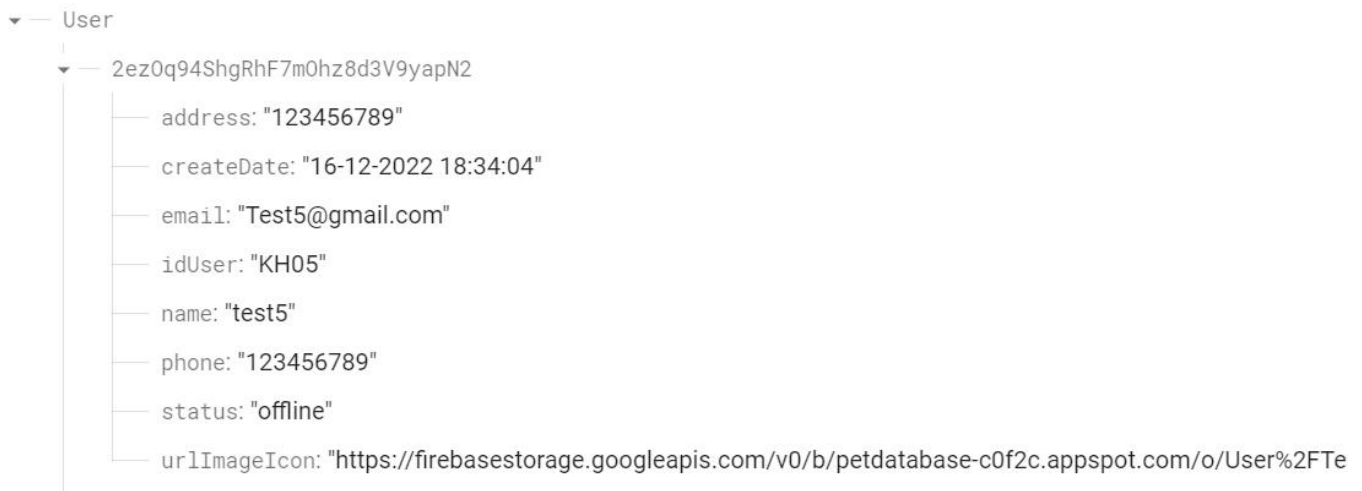 User
2ezOq94ShgRhF7mOhz8d3V9yapN2
address: "123456789"
createDate: "16-12-2022 18:34:04"
email: "Test5@gmail.com"
idUser: "KH05"
name: "test5"
phone: "123456789"
status: "offline"
urlImageIcon: "https://firebasestorage.googleapis.com/v0/b/petdatabase-c0f2c.appspot.com/o/User%2FTe